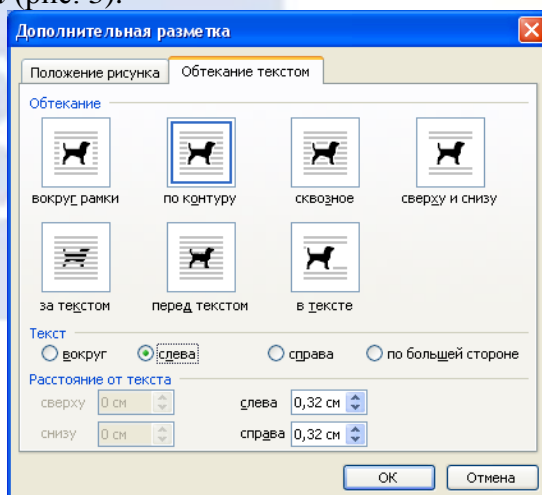 (рис. 3).
Дополнительная разметка
Положение рисунка Обтекание текстом
Обтекание
вокруг рамки по контуру сквозное сверху и снизу
за текстом перед текстом в тексте
Текст
вокруг слева справа по большей стороне
Расстояние от текста
сверху 0 см слева 0,32 см
снизу 0 см справа 0,32 см
ОК Отмена